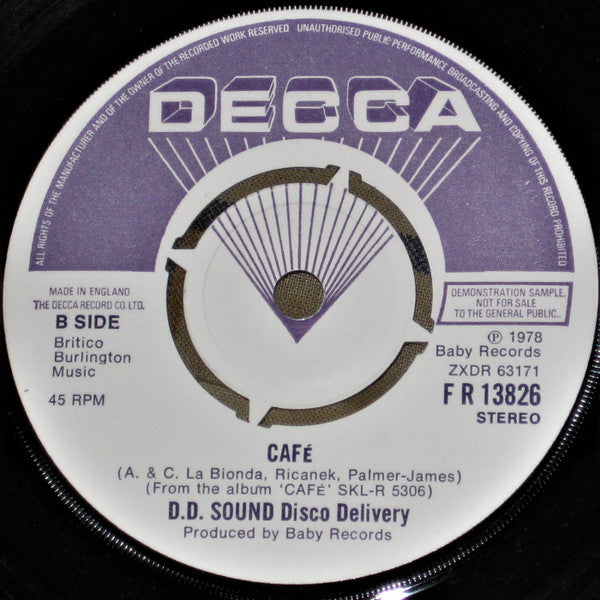 ALL RIGHTS OF THE MANUFACTURER AND OF THE OWNER OF THE RECORDED WORK RESERVED. UNAUTHORISED PUBLIC PERFORMANCE BROADCASTING AND COPYING OF THIS RECORD PROHIBITED
DECCA
MADE IN ENGLAND
THE DECCA RECORD CO. LTD.
B SIDE
Britico
Burlington
Music
45 RPM
DEMONSTRATION SAMPLE.
NOT FOR SALE
TO THE GENERAL PUBLIC..
℗ 1978
Baby Records
ZXDR 63171
F R 13826
STEREO
CAFé
(A. & C. La Bionda, Ricanek, Palmer-James)
(From the album 'CAFé' SKL-R 5306)
D.D. SOUND Disco Delivery
Produced by Baby Records